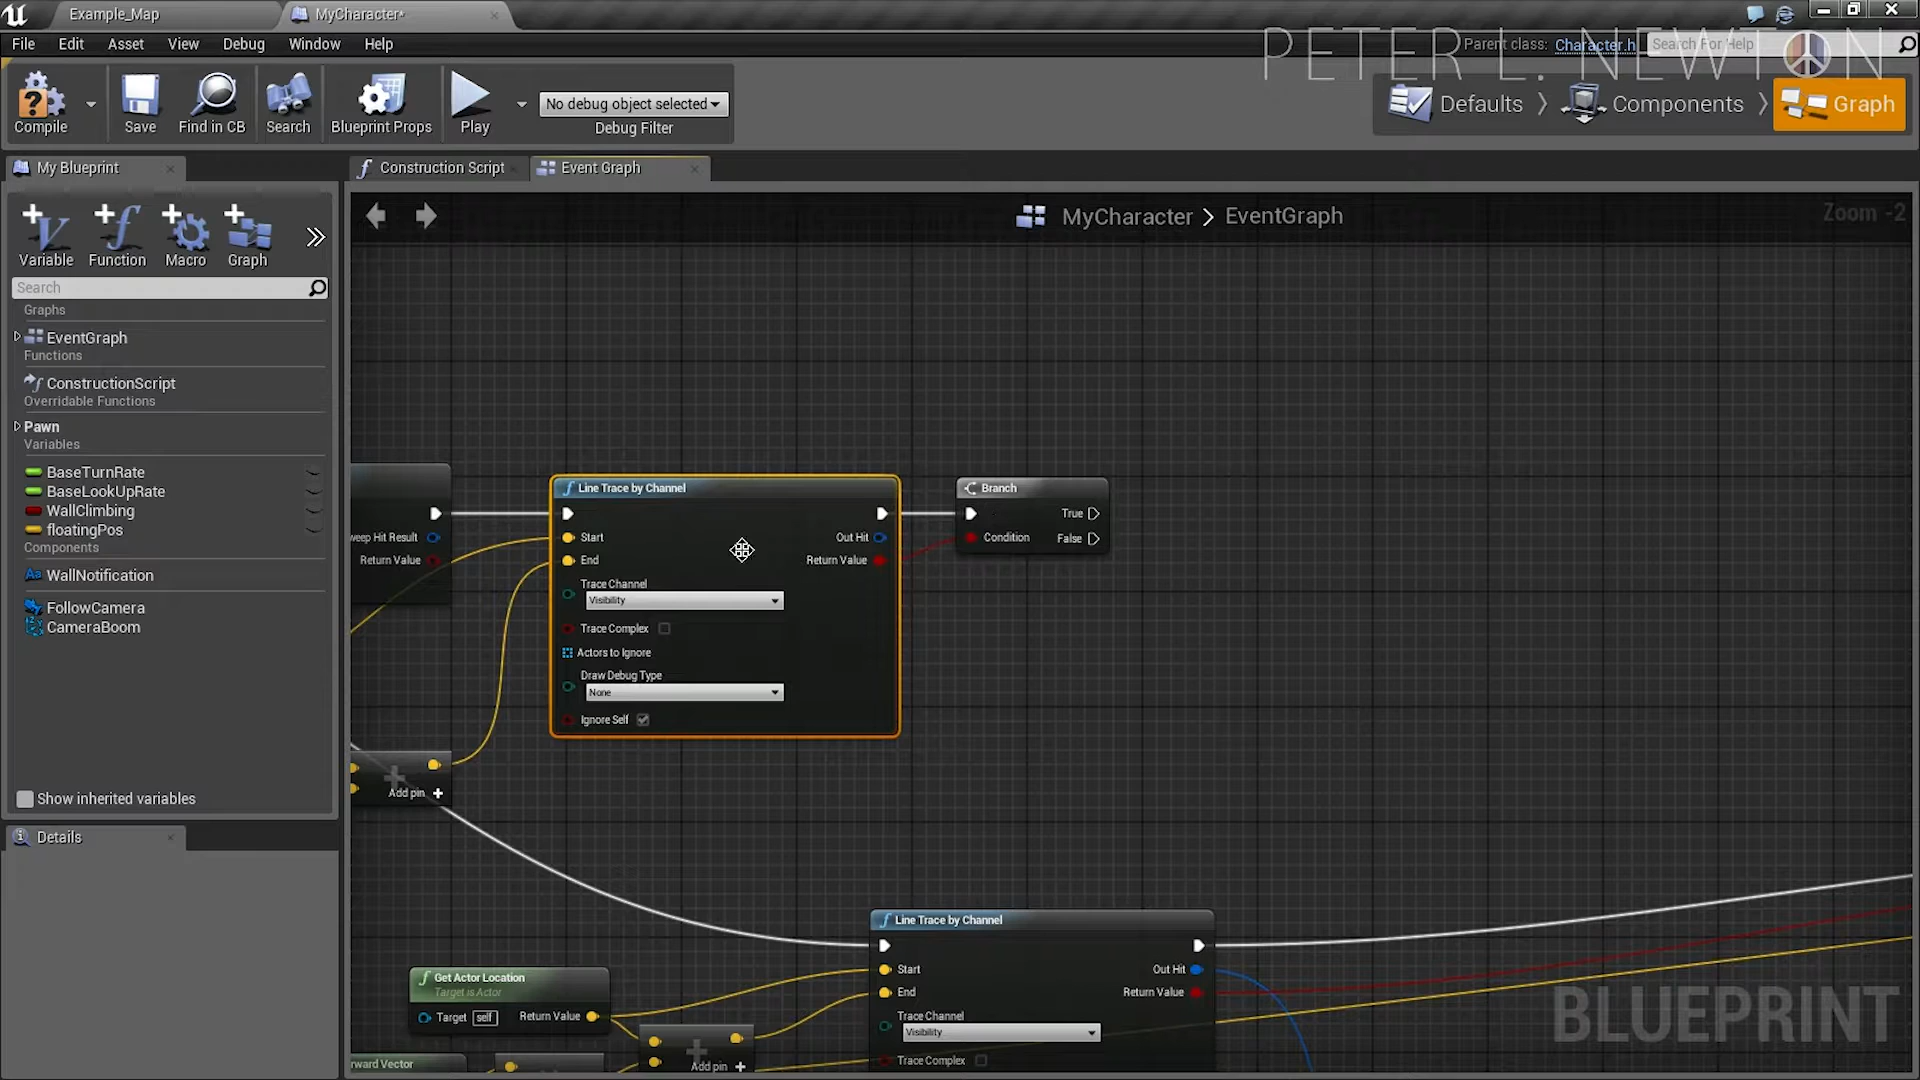 Example_Map
MyCharacter*
File Edit Asset View Debug Window Help
Parent class: Character.h
Search For Help
PETER L. NEWTON
Compile
Save
Find in CB
Search
Blueprint Props
Play
No debug object selected
Debug Filter
Defaults
Components
Graph
My Blueprint
Construction Script
Event Graph
Variable
Function
Macro
Graph
MyCharacter > EventGraph
Zoom -2
Search
Graphs
EventGraph
Functions
ConstructionScript
Overridable Functions
Pawn
Variables
BaseTurnRate
BaseLookUpRate
WallClimbing
floatingPos
Components
WallNotification
FollowCamera
CameraBoom
Show inherited variables
Details
weep Hit Result
Return Value
Add pin
Line Trace by Channel
Start
Out Hit
End
Return Value
Trace Channel
Visibility
Trace Complex
Actors to Ignore
Draw Debug Type
None
Ignore Self
Branch
True
Condition
False
Get Actor Location
Target is Actor
Target self
Return Value
rward Vector
Add pin
Line Trace by Channel
Start
Out Hit
End
Return Value
Trace Channel
Visibility
Trace Complex
BLUEPRINT